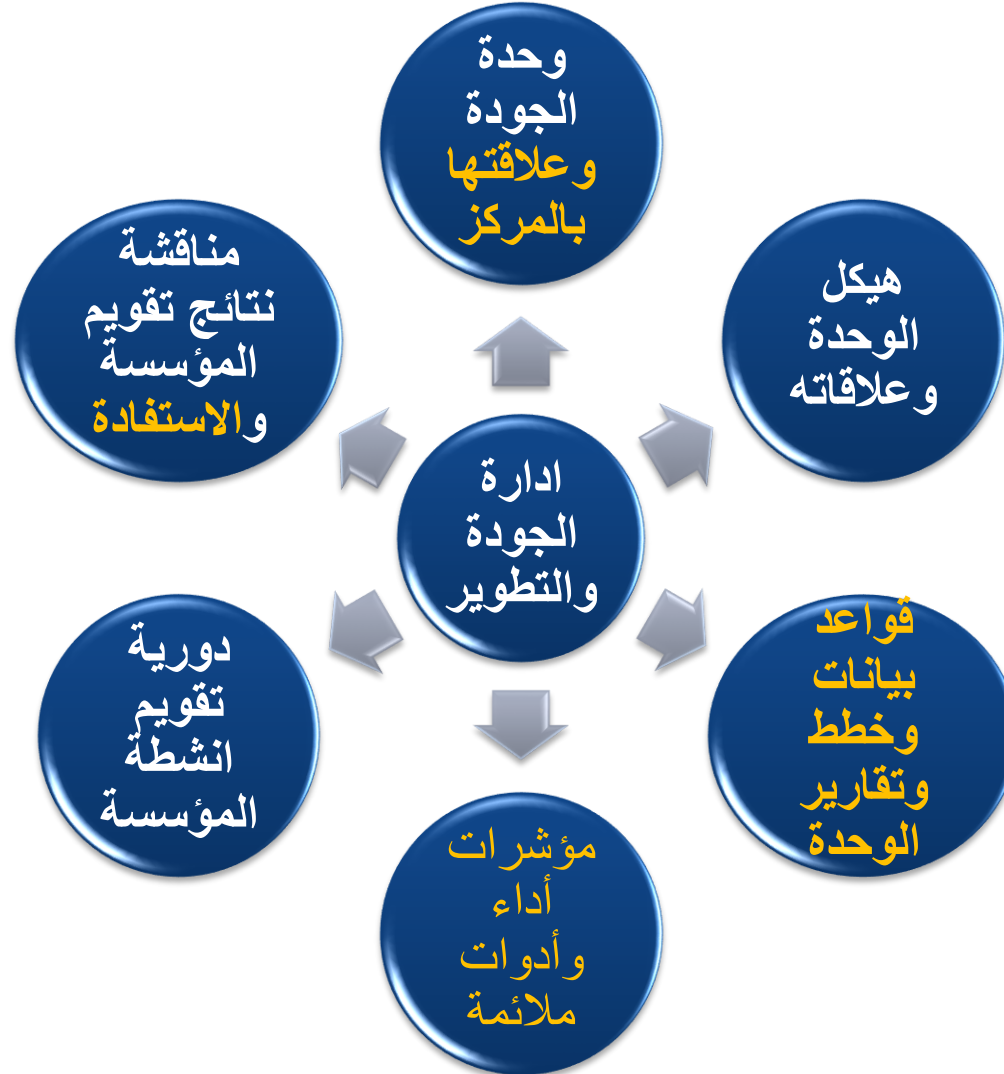 وحدة
الجودة
وعلاقتها
بالمركز
هيكل
الوحدة
وعلاقاته
قواعد
بيانات
وخطط
وتقارير
الوحدة
مؤشرات
أداء
وأدوات
ملائمة
دورية
تقويم
انشطة
المؤسسة
مناقشة
نتائج تقويم
المؤسسة
والاستفادة
ادارة
الجودة
والتطوير